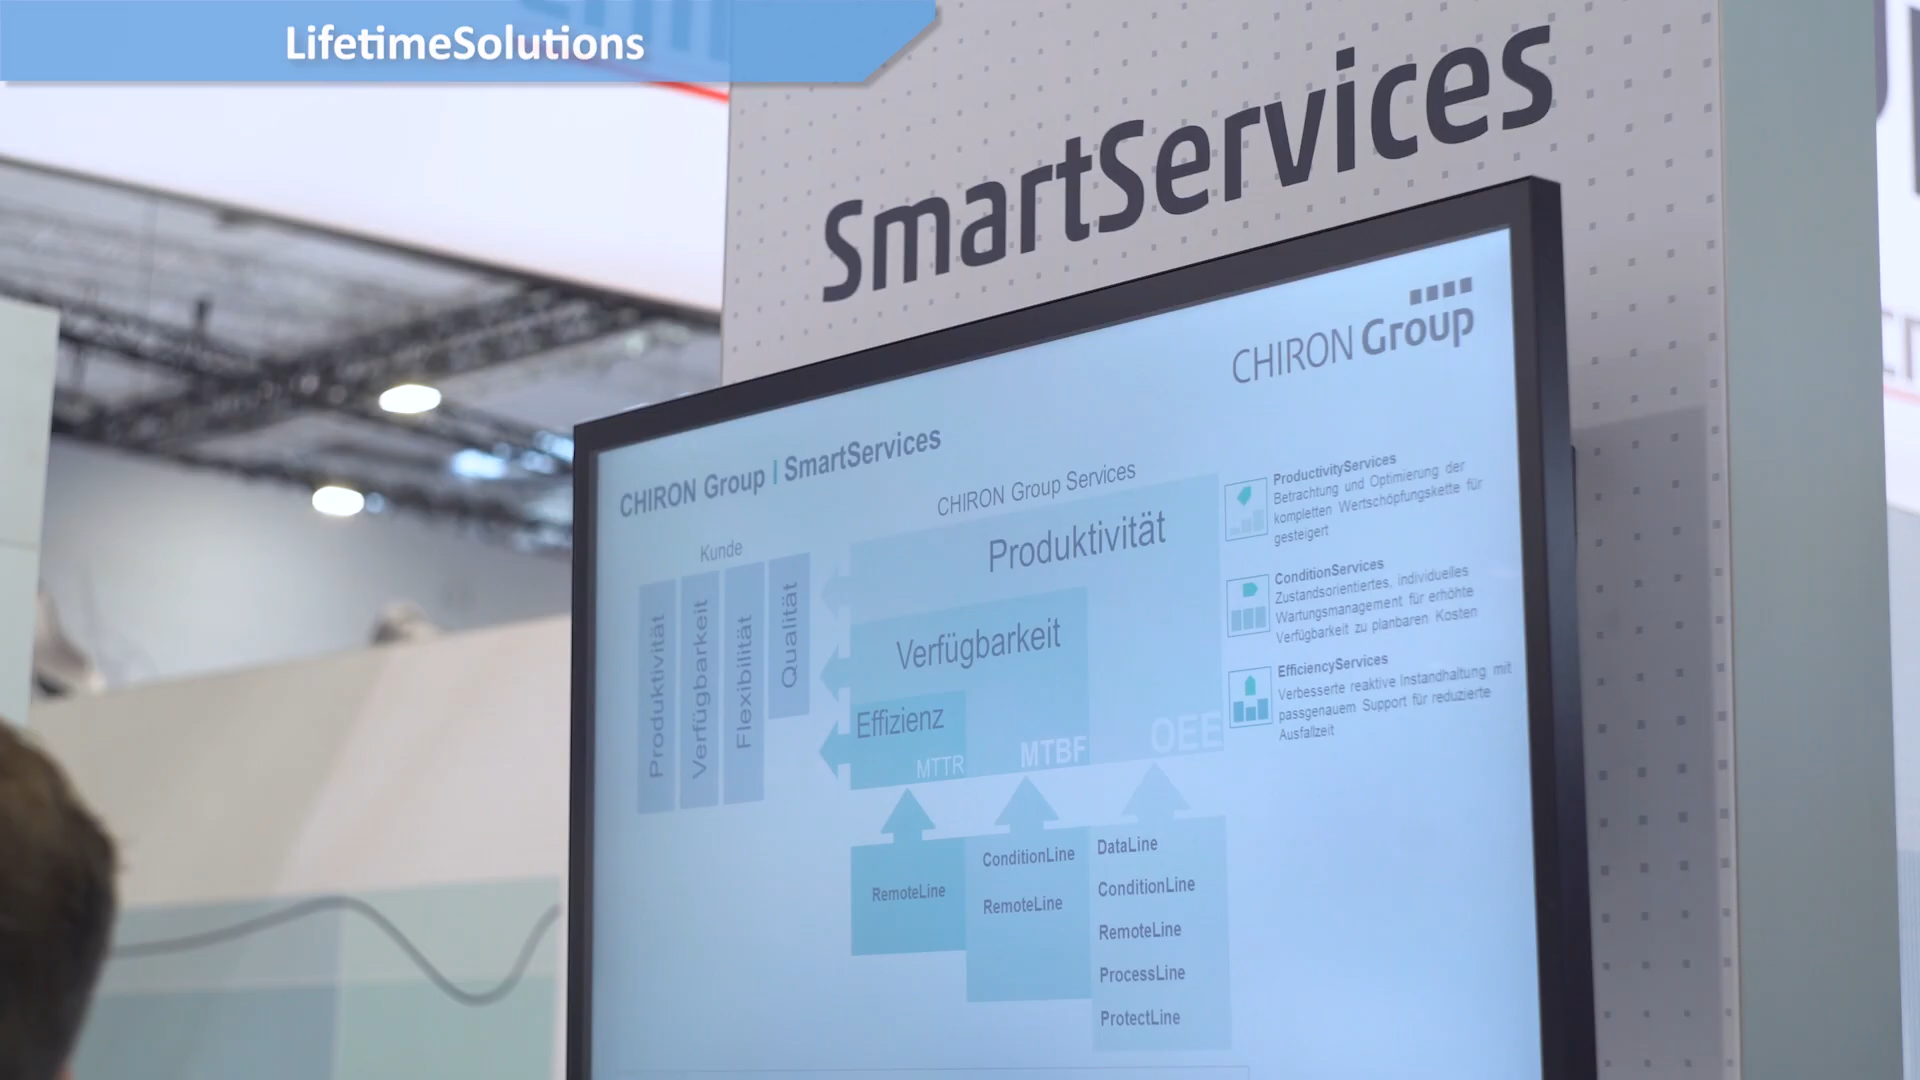 LifetimeSolutions
SmartServices
CHIRON Group
CHIRON Group | SmartServices
CHIRON Group Services
Kunde
Produktivität
Verfügbarkeit
Flexibilität
Qualität
Produktivität
Verfügbarkeit
Effizienz
MTTR
MTBF
OEE
RemoteLine
ConditionLine
RemoteLine
DataLine
ConditionLine
RemoteLine
ProcessLine
ProtectLine
ProductivityServices
Betrachtung und Optimierung der
kompletten Wertschöpfungskette für
gesteigert
ConditionServices
Zustandsorientiertes, individuelles
Wartungsmanagement für erhöhte
Verfügbarkeit zu planbaren Kosten
EfficiencyServices
Verbesserte reaktive Instandhaltung mit
passgenauem Support für reduzierte
Ausfallzeit